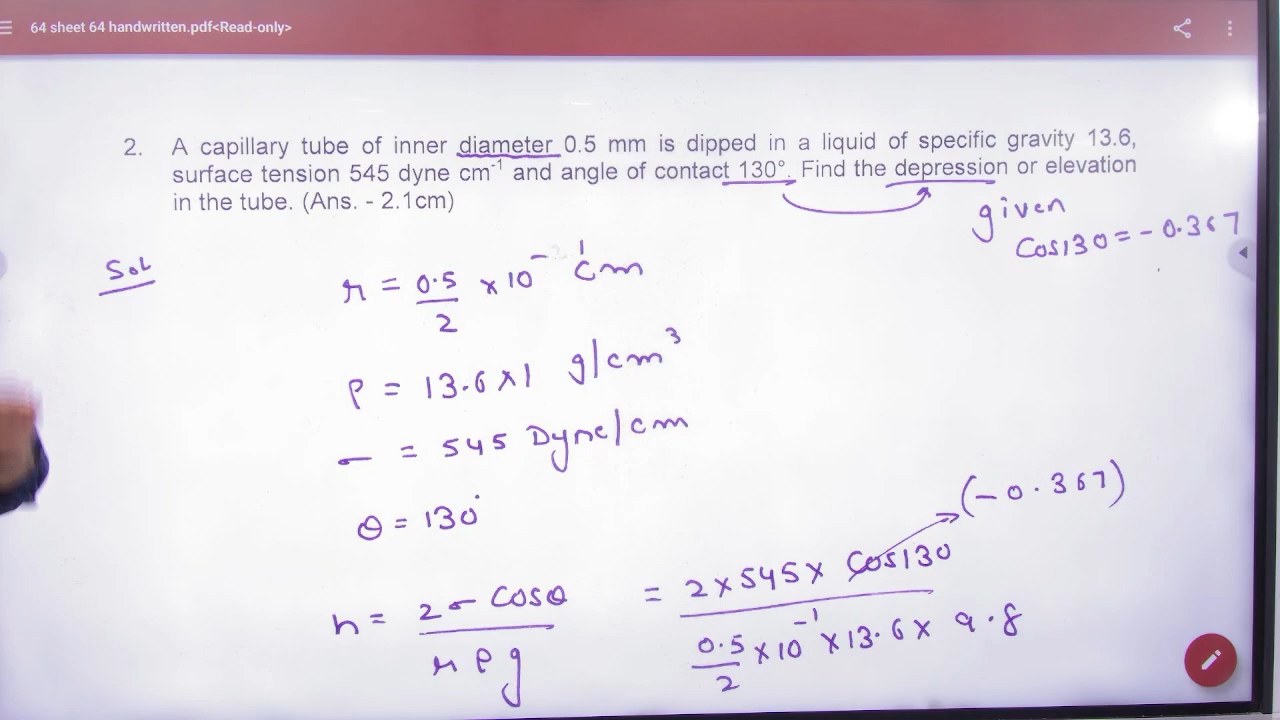 64 sheet 64 handwritten.pdf<Read-only>
2. A capillary tube of inner diameter 0.5 mm is dipped in a liquid of specific gravity 13.6,
surface tension 545 dyne cm⁻¹ and angle of contact 130°. Find the depression or elevation
in the tube. (Ans. - 2.1cm)
given
Cos130 = - 0.367
Sol
r = 0.5/2 × 10⁻¹ cm
ρ = 13.6 × 1 g/cm³
σ = 545 Dyne/cm
θ = 130°
(- 0.367)
h = 2σ Cosθ / r ρ g = 2 × 545 × Cos130 / 0.5/2 × 10⁻¹ × 13.6 × 9.8